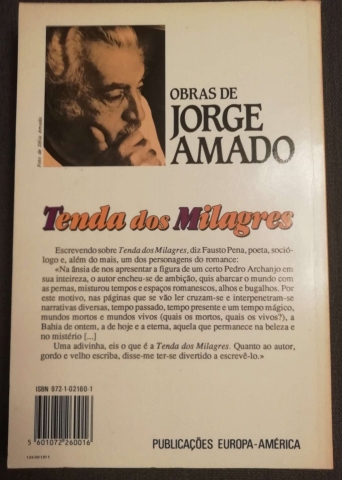 OBRAS DE
JORGE
AMADO
Tenda dos Milagres
Escrevendo sobre Tenda dos Milagres, diz Fausto Pena, poeta, soció-
logo e, além do mais, um dos personagens do romance:
«Na ânsia de nos apresentar a figura de um certo Pedro Archanjo em
sua inteireza, o autor encheu-se de ambição, quis abarcar o mundo com
as pernas, misturou tempos e espaços romanescos, alhos e bugalhos. Por
este motivo, nas páginas que se vão ler cruzam-se e interpenetram-se
narrativas diversas, tempo passado, tempo presente e um tempo mágico,
mundos mortos e mundos vivos (quais os mortos, quais os vivos?), a
Bahia de ontem, a de hoje e a eterna, aquela que permanece na beleza e
no mistério [...]
Uma adivinha, eis o que é a Tenda dos Milagres. Quanto ao autor,
gordo e velho escriba, disse-me ter-se divertido a escrevê-lo.»
ISBN 972-1-02160-1
5601072260016
PUBLICAÇÕES EUROPA-AMÉRICA